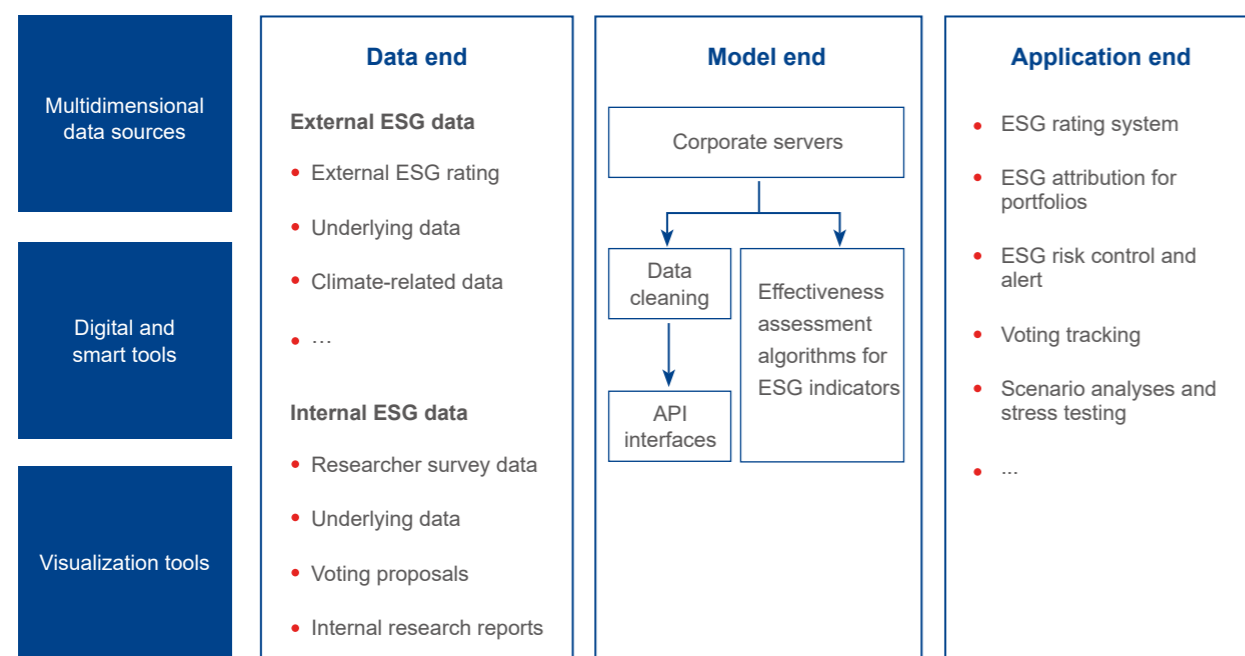 Multidimensional
data sources
Digital and
smart tools
Visualization tools
Data end
External ESG data
• External ESG rating
• Underlying data
• Climate-related data
• …
Internal ESG data
• Researcher survey data
• Underlying data
• Voting proposals
• Internal research reports
Model end
Corporate servers
Data
cleaning
API
interfaces
Effectiveness
assessment
algorithms for
ESG indicators
Application end
• ESG rating system
• ESG attribution for
portfolios
• ESG risk control and
alert
• Voting tracking
• Scenario analyses and
stress testing
• ...